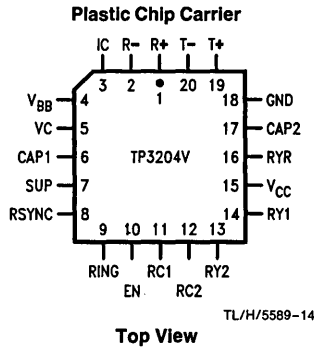 Plastic Chip Carrier
IC R− R+ T− T+
3 2 1 20 19
V_BB 4 18 GND
VC 5 17 CAP2
CAP1 6 TP3204V 16 RYR
SUP 7 15 V_CC
RSYNC 8 14 RY1
9 10 11 12 13
RING EN RC1 RC2 RY2
TL/H/5589-14
Top View